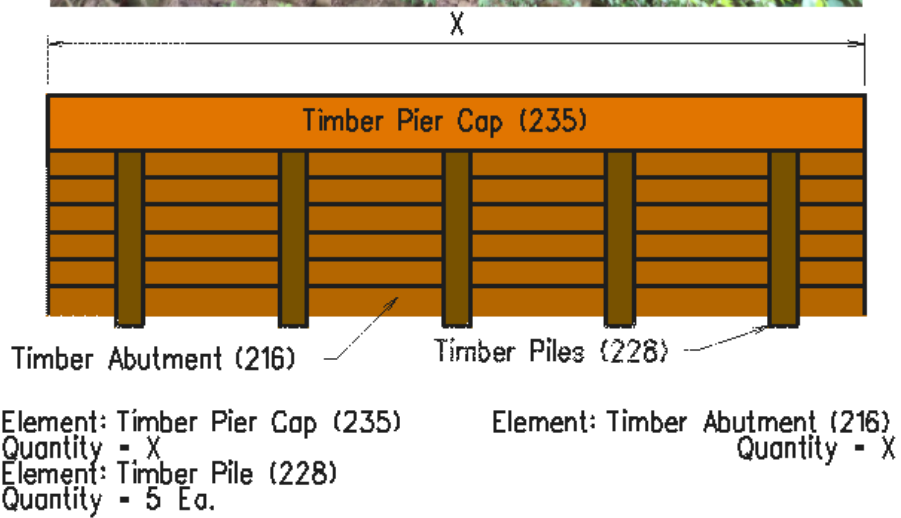 X
Timber Pier Cap (235)
Timber Abutment (216)
Timber Piles (228)
Element: Timber Pier Cap (235)
Quantity - X
Element: Timber Pile (228)
Quantity - 5 Ea.
Element: Timber Abutment (216)
Quantity - X